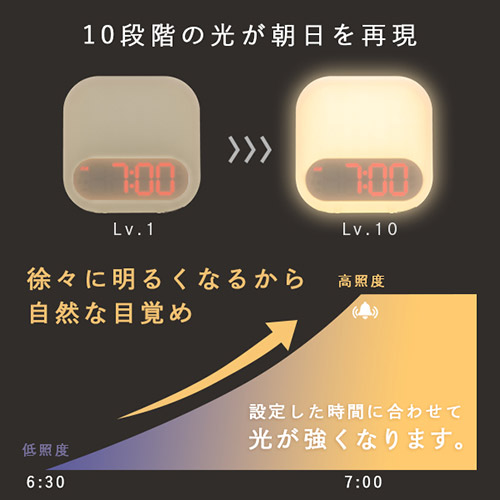 10段階の光が朝日を再現
7:00
7:00
Lv.1
Lv.10
徐々に明るくなるから
自然な目覚め
高照度
設定した時間に合わせて
光が強くなります。
低照度
6:30
7:00